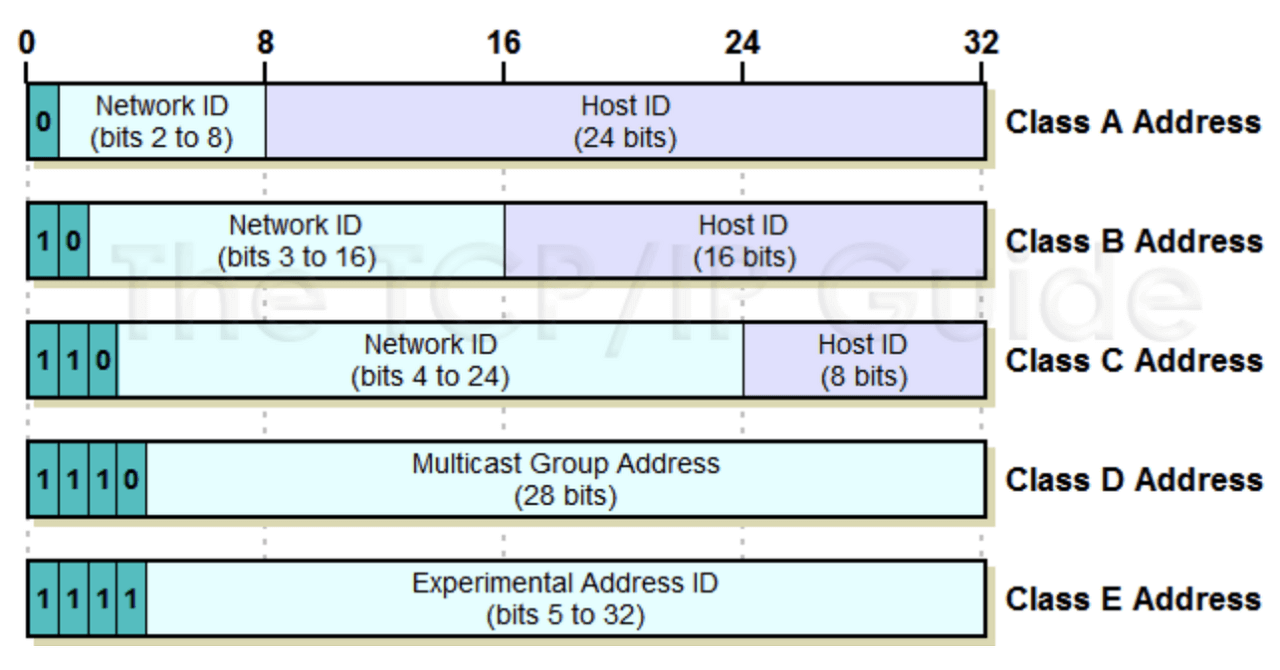 0 8 16 24 32
0 Network ID Host ID Class A Address
(bits 2 to 8) (24 bits)
1 0 Network ID Host ID Class B Address
(bits 3 to 16) (16 bits)
The TCP/IP Guide
1 1 0 Network ID Host ID Class C Address
(bits 4 to 24) (8 bits)
1 1 1 0 Multicast Group Address Class D Address
(28 bits)
1 1 1 1 Experimental Address ID Class E Address
(bits 5 to 32)